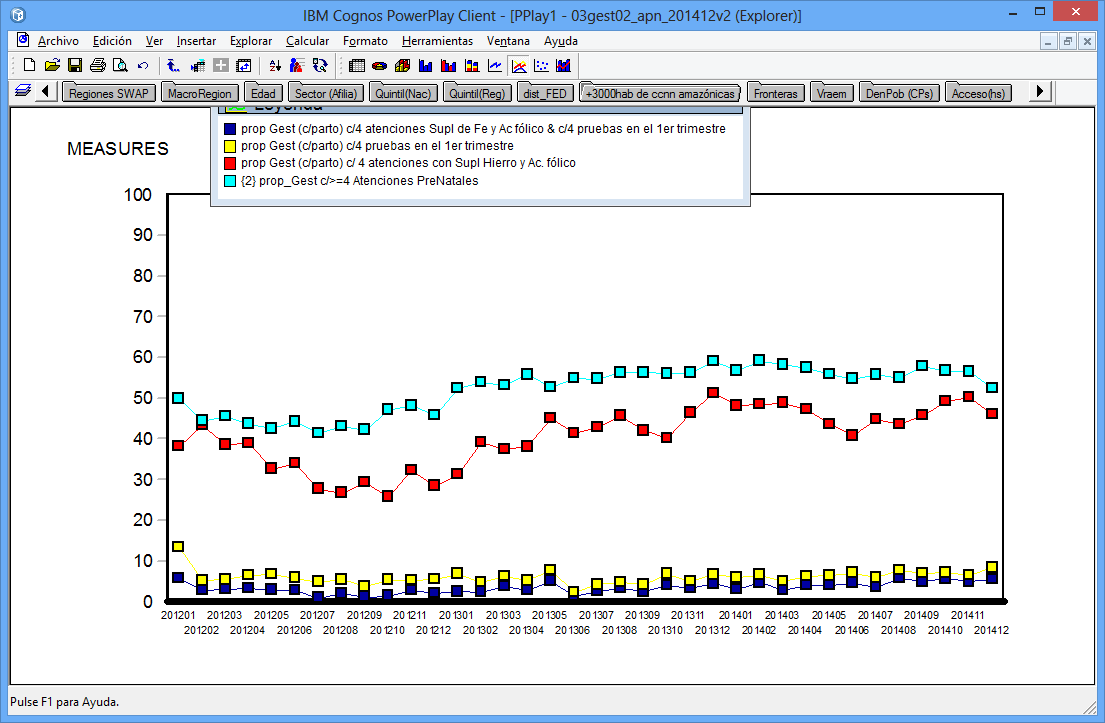 IBM Cognos PowerPlay Client - [PPlay1 - 03gest02_apn_201412v2 (Explorer)]
Archivo Edición Ver Insertar Explorar Calcular Formato Herramientas Ventana Ayuda
Regiones SWAP MacroRegion Edad Sector (Afilia) Quintil(Nac) Quintil(Reg) dist_FED +3000hab de ccnn amazónicas Fronteras Vraem DenPob (CPs) Acceso(hs)
Leyenda
prop Gest (c/parto) c/4 atenciones Supl de Fe y Ac fólico & c/4 pruebas en el 1er trimestre
prop Gest (c/parto) c/4 pruebas en el 1er trimestre
prop Gest (c/parto) c/ 4 atenciones con Supl Hierro y Ac. fólico
{2} prop_Gest c/>=4 Atenciones PreNatales
MEASURES
100
90
80
70
60
50
40
30
20
10
0
201201 201203 201205 201207 201209 201211 201301 201303 201305 201307 201309 201311 201401 201403 201405 201407 201409 201411
201202 201204 201206 201208 201210 201212 201302 201304 201306 201308 201310 201312 201402 201404 201406 201408 201410 201412
Pulse F1 para Ayuda.